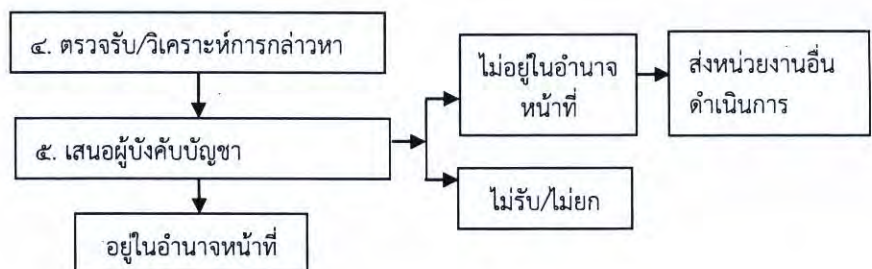 ๔. ตรวจรับ/วิเคราะห์การกล่าวหา
ไม่อยู่ในอำนาจ
หน้าที่
ส่งหน่วยงานอื่น
ดำเนินการ
๕. เสนอผู้บังคับบัญชา
ไม่รับ/ไม่ยก
อยู่ในอำนาจหน้าที่